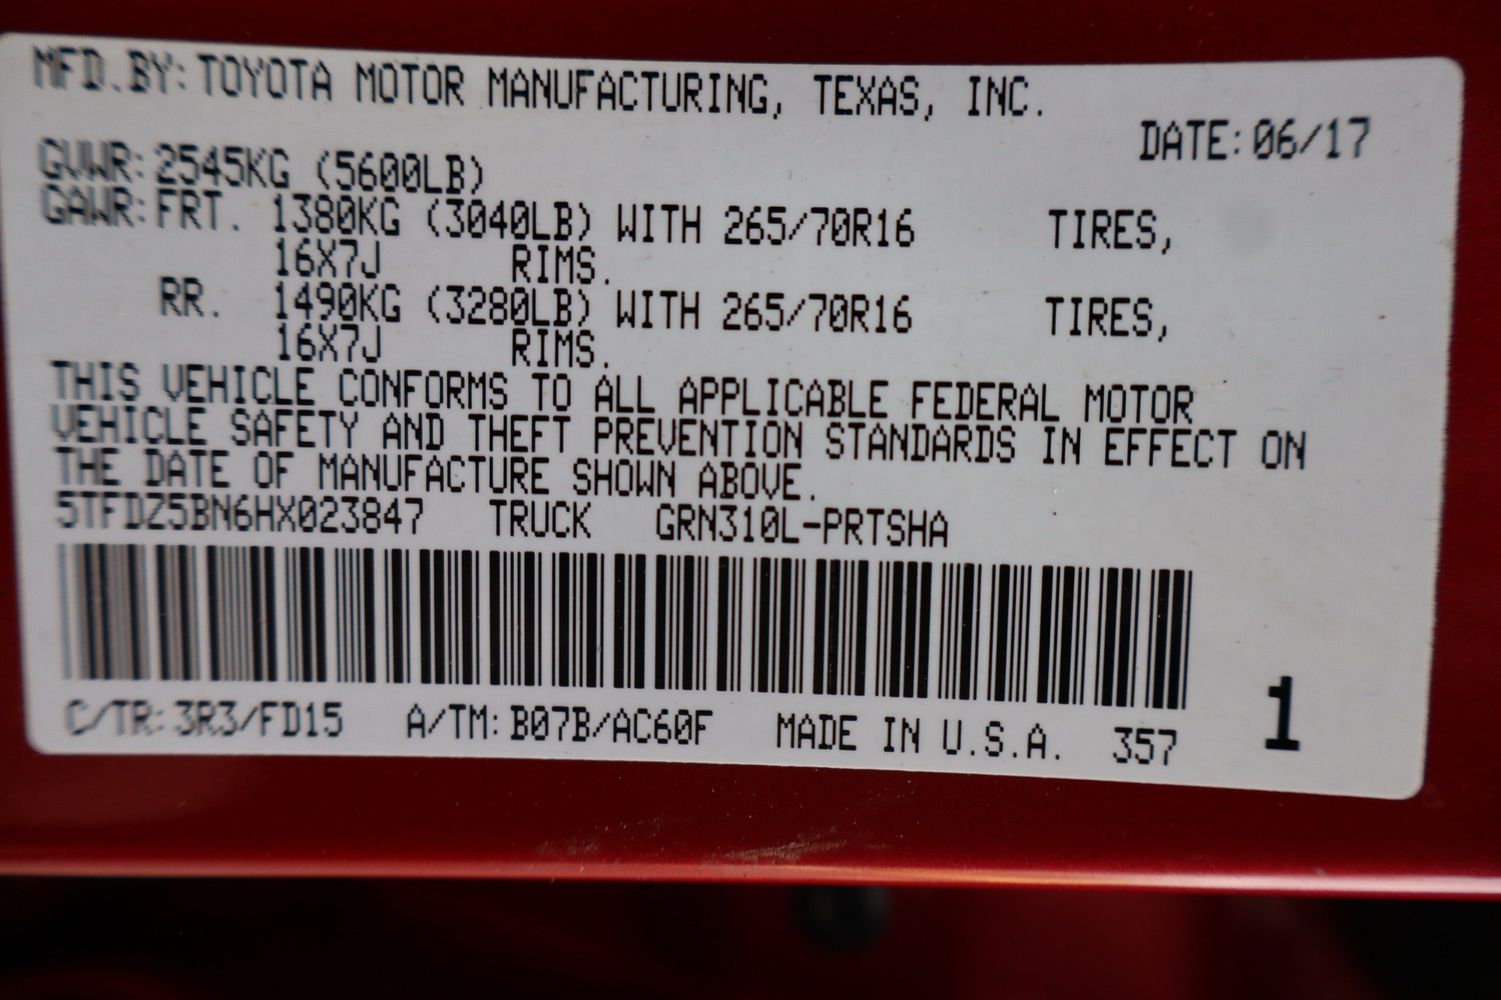 MFD.BY:TOYOTA MOTOR MANUFACTURING, TEXAS, INC.
DATE:06/17
GVWR:2545KG (5600LB)
GAWR:FRT. 1380KG (3040LB) WITH 265/70R16 TIRES,
16X7J RIMS.
RR. 1490KG (3280LB) WITH 265/70R16 TIRES,
16X7J RIMS.
THIS VEHICLE CONFORMS TO ALL APPLICABLE FEDERAL MOTOR
VEHICLE SAFETY AND THEFT PREVENTION STANDARDS IN EFFECT ON
THE DATE OF MANUFACTURE SHOWN ABOVE.
5TFDZ5BN6HX023847 TRUCK GRN310L-PRTSHA
C/TR:3R3/FD15 A/TM:B07B/AC60F MADE IN U.S.A. 357
1